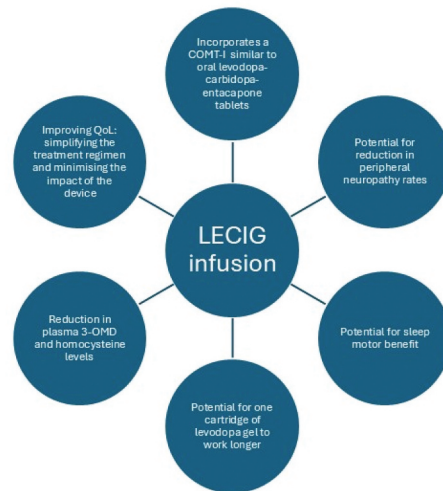 Incorporates a
COMT-I similar to
oral levodopa-
carbidopa-
entacapone
tablets
Improving QoL:
simplifying the
treatment regimen
and minimising the
impact of the
device
Potential for
reduction in
peripheral
neuropathy rates
LECIG
infusion
Reduction in
plasma 3-OMD
and homocysteine
levels
Potential for sleep
motor benefit
Potential for one
cartridge of
levodopa gel to
work longer